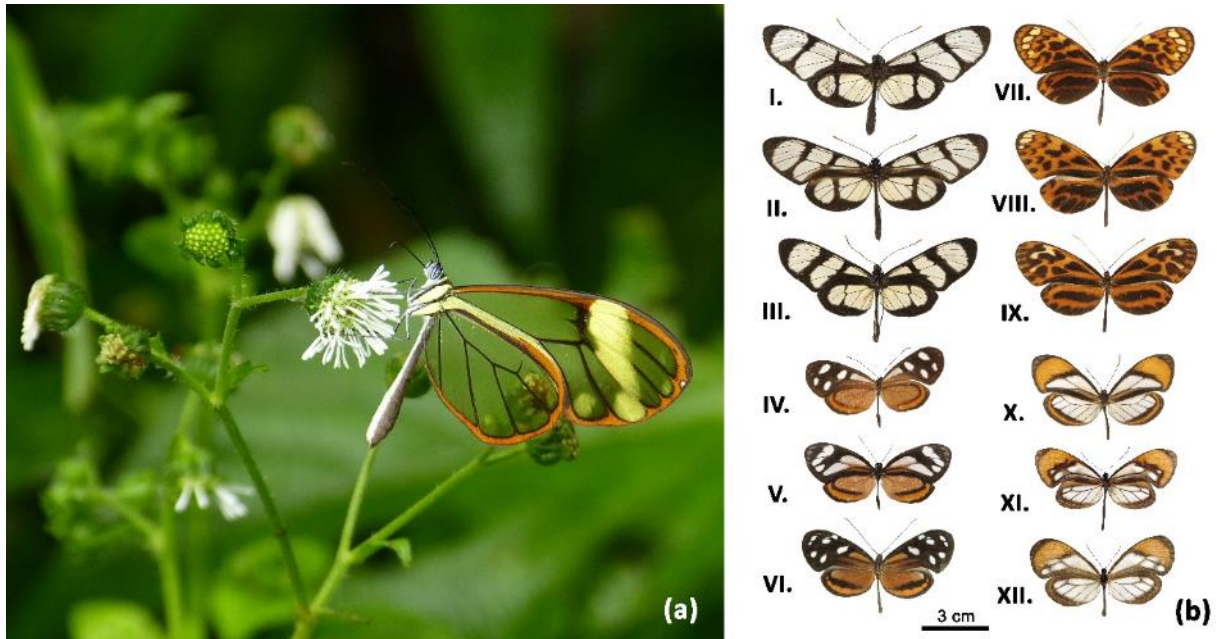 (a)
I.
II.
III.
IV.
V.
VI.
VII.
VIII.
IX.
X.
XI.
XII.
3 cm
(b)